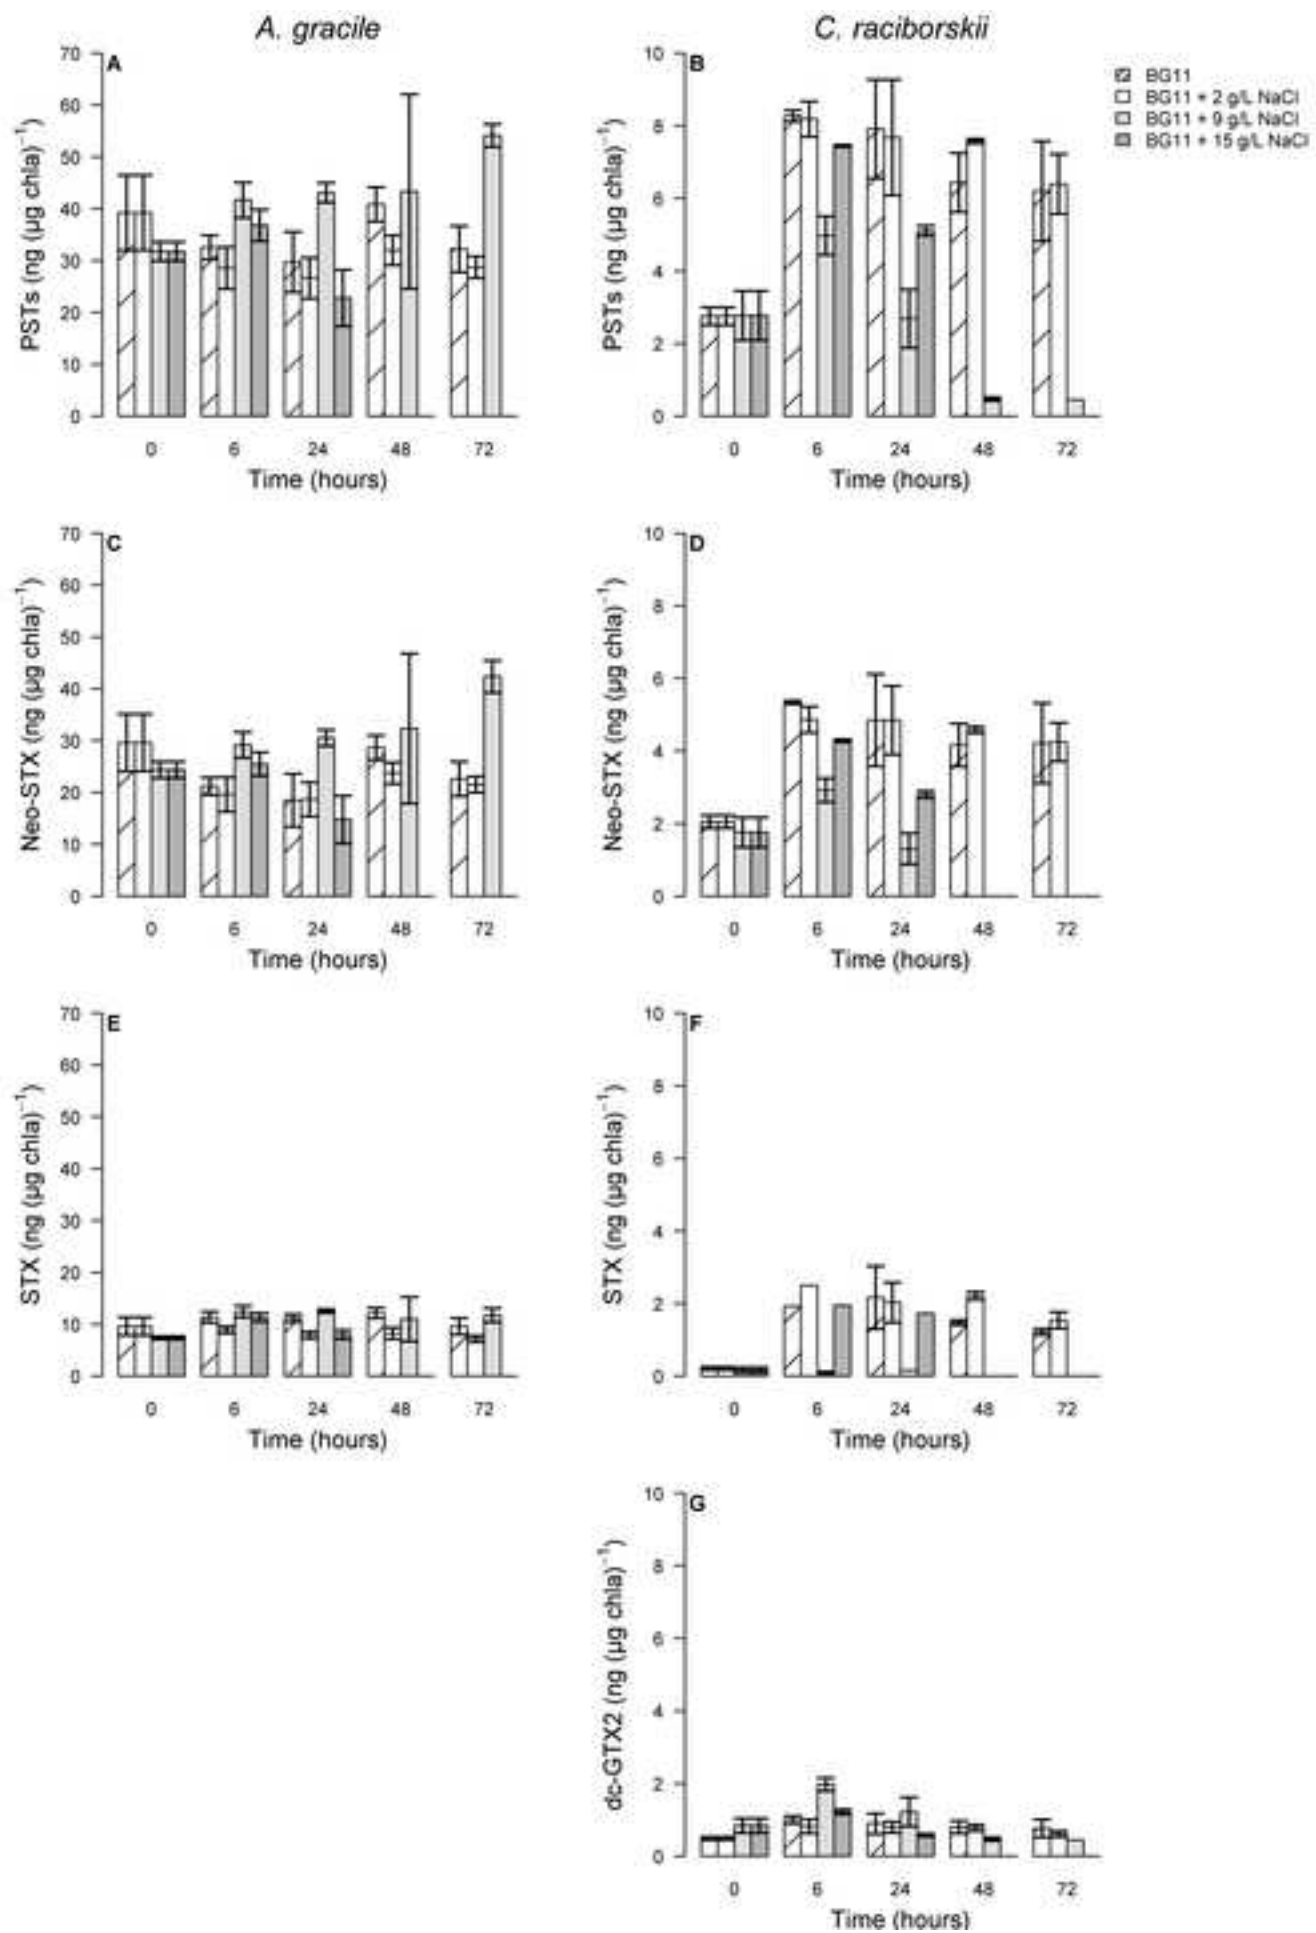 A. gracile
C. raciborskii
A
70
60
50
40
30
20
10
0
PSTs (ng (µg chla)⁻¹)
0 6 24 48 72
Time (hours)
B
10
8
6
4
2
0
PSTs (ng (µg chla)⁻¹)
0 6 24 48 72
Time (hours)
BG11
BG11 + 2 g/L NaCl
BG11 + 9 g/L NaCl
BG11 + 15 g/L NaCl
C
70
60
50
40
30
20
10
0
Neo-STX (ng (µg chla)⁻¹)
0 6 24 48 72
Time (hours)
D
10
8
6
4
2
0
Neo-STX (ng (µg chla)⁻¹)
0 6 24 48 72
Time (hours)
E
70
60
50
40
30
20
10
0
STX (ng (µg chla)⁻¹)
0 6 24 48 72
Time (hours)
F
10
8
6
4
2
0
STX (ng (µg chla)⁻¹)
0 6 24 48 72
Time (hours)
G
10
8
6
4
2
0
dc-GTX2 (ng (µg chla)⁻¹)
0 6 24 48 72
Time (hours)